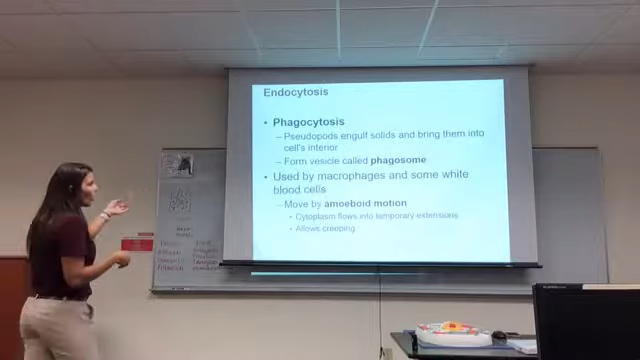 Endocytosis
• Phagocytosis
– Pseudopods engulf solids and bring them into
cell's interior
– Form vesicle called phagosome
• Used by macrophages and some white
blood cells
– Move by amoeboid motion
• Cytoplasm flows into temporary extensions
• Allows creeping